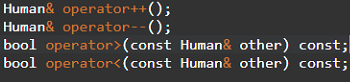 Human& operator++();
Human& operator--();
bool operator>(const Human& other) const;
bool operator<(const Human& other) const;